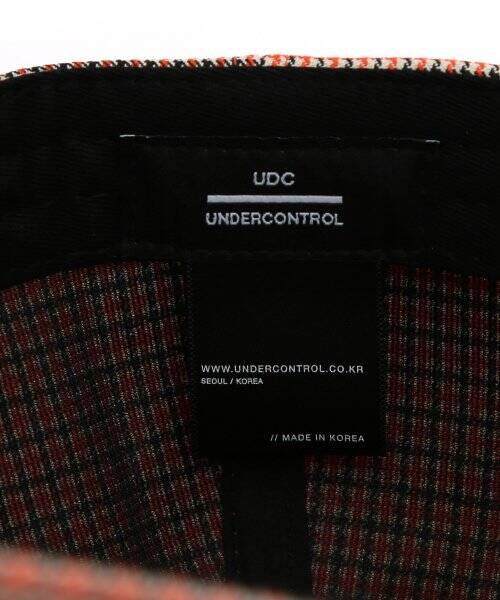 UDC
UNDERCONTROL
WWW.UNDERCONTROL.CO.KR
SEOUL / KOREA
// MADE IN KOREA